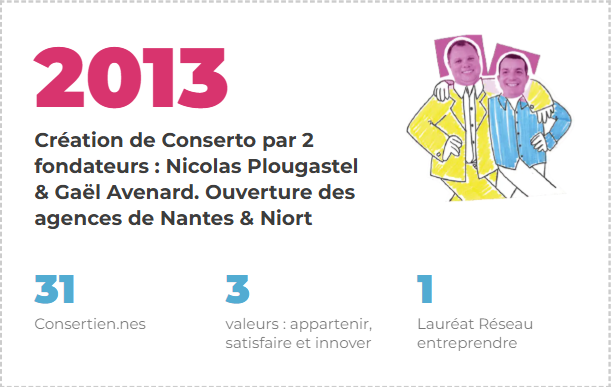 2013
Création de Conserto par 2
fondateurs : Nicolas Plougastel
& Gaël Avenard. Ouverture des
agences de Nantes & Niort
31
Consertien.nes
3
valeurs : appartenir,
satisfaire et innover
1
Lauréat Réseau
entreprendre